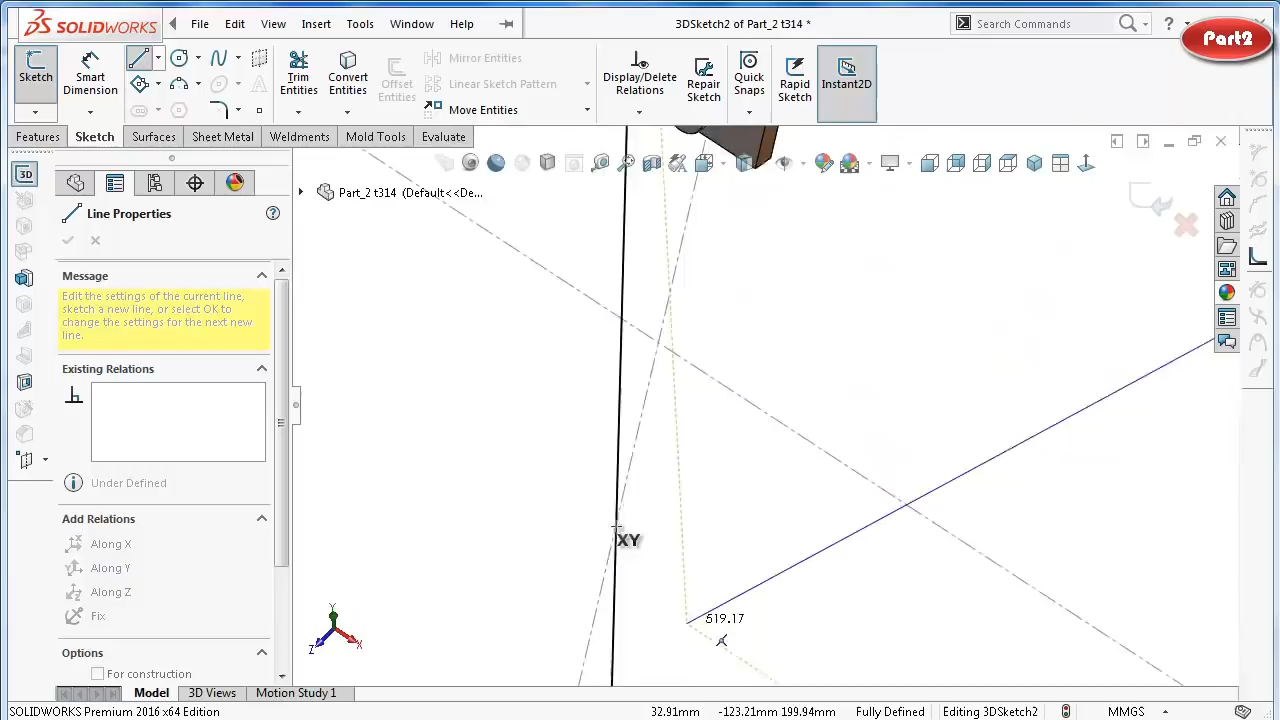 SOLIDWORKS
File Edit View Insert Tools Window Help
3DSketch2 of Part_2 t314 *
Search Commands
?
Part2
Sketch
Smart Dimension
Trim Entities
Convert Entities
Offset Entities
Mirror Entities
Linear Sketch Pattern
Move Entities
Display/Delete Relations
Repair Sketch
Quick Snaps
Rapid Sketch
Instant2D
Features Sketch Surfaces Sheet Metal Weldments Mold Tools Evaluate
3D
Part_2 t314 (Default<<De...
Line Properties
?
Message
Edit the settings of the current line,
sketch a new line, or select OK to
change the settings for the next new
line.
Existing Relations
Under Defined
Add Relations
Along X
Along Y
Along Z
Fix
Options
For construction
XY
519.17
Y
Z
X
Model 3D Views Motion Study 1
SOLIDWORKS Premium 2016 x64 Edition
32.91mm -123.21mm 199.94mm Fully Defined Editing 3DSketch2 MMGS